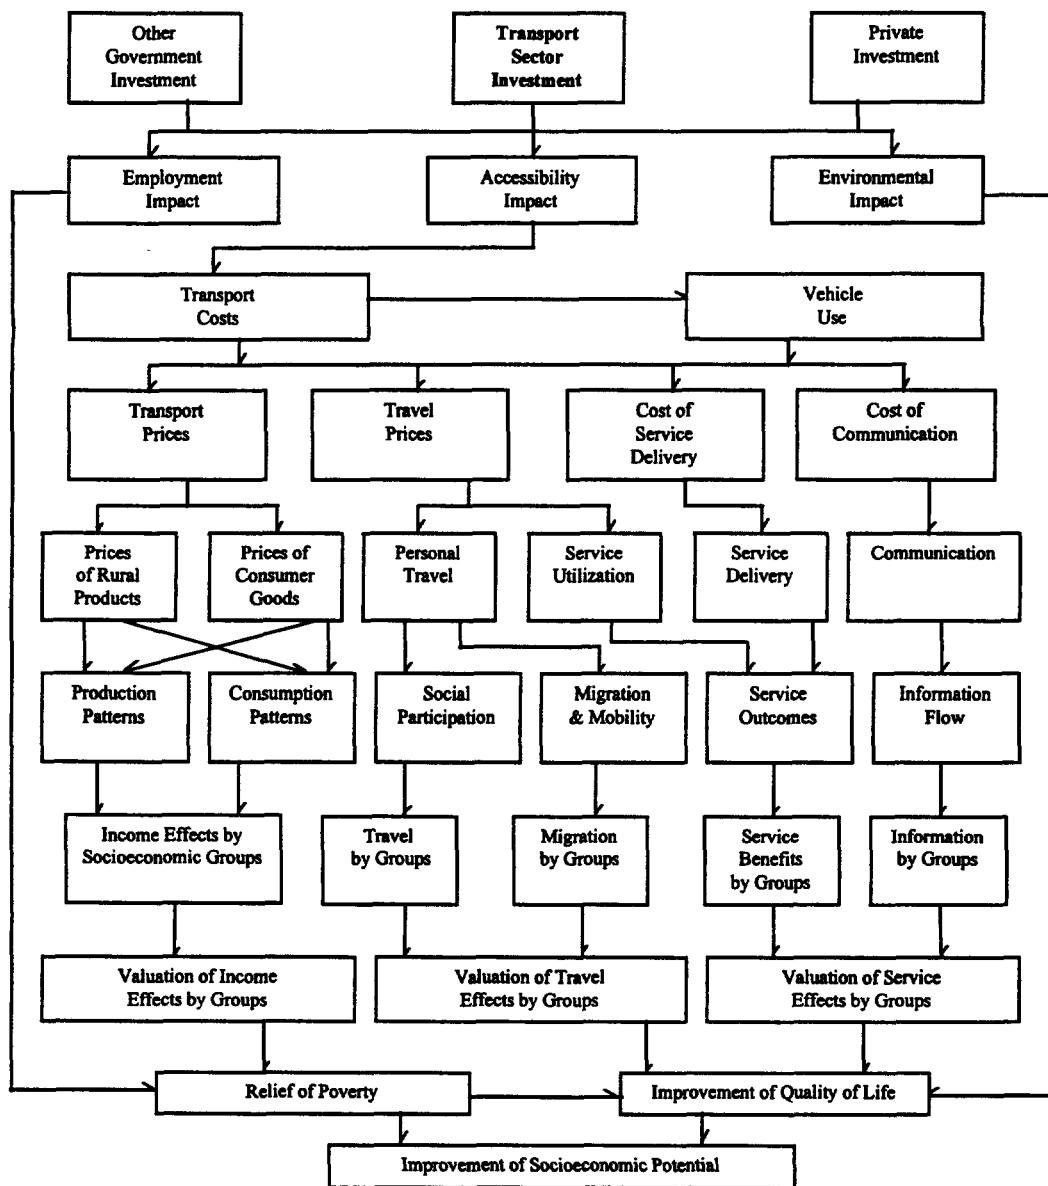 Other
Government
Investment
Transport
Sector
Investment
Private
Investment
Employment
Impact
Accessibility
Impact
Environmental
Impact
Transport
Costs
Vehicle
Use
Transport
Prices
Travel
Prices
Cost of
Service
Delivery
Cost of
Communication
Prices
of Rural
Products
Prices of
Consumer
Goods
Personal
Travel
Service
Utilization
Service
Delivery
Communication
Production
Patterns
Consumption
Patterns
Social
Participation
Migration
& Mobility
Service
Outcomes
Information
Flow
Income Effects by
Socioeconomic Groups
Travel
by Groups
Migration
by Groups
Service
Benefits
by Groups
Information
by Groups
Valuation of Income
Effects by Groups
Valuation of Travel
Effects by Groups
Valuation of Service
Effects by Groups
Relief of Poverty
Improvement of Quality of Life
Improvement of Socioeconomic Potential